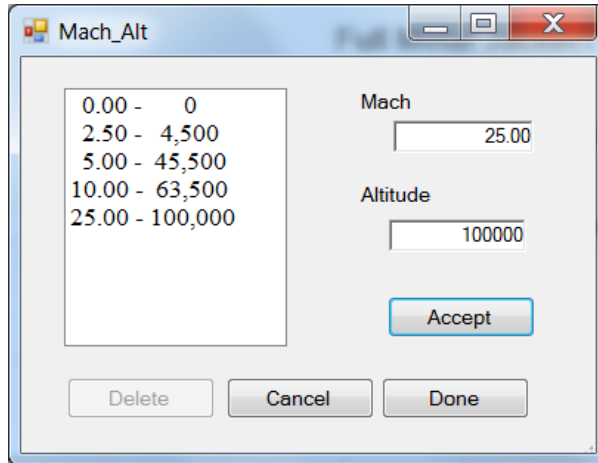 Mach_Alt
0.00 -       0
2.50 -   4,500
5.00 -  45,500
10.00 -  63,500
25.00 - 100,000
Mach
25.00
Altitude
100000
Accept
Delete
Cancel
Done